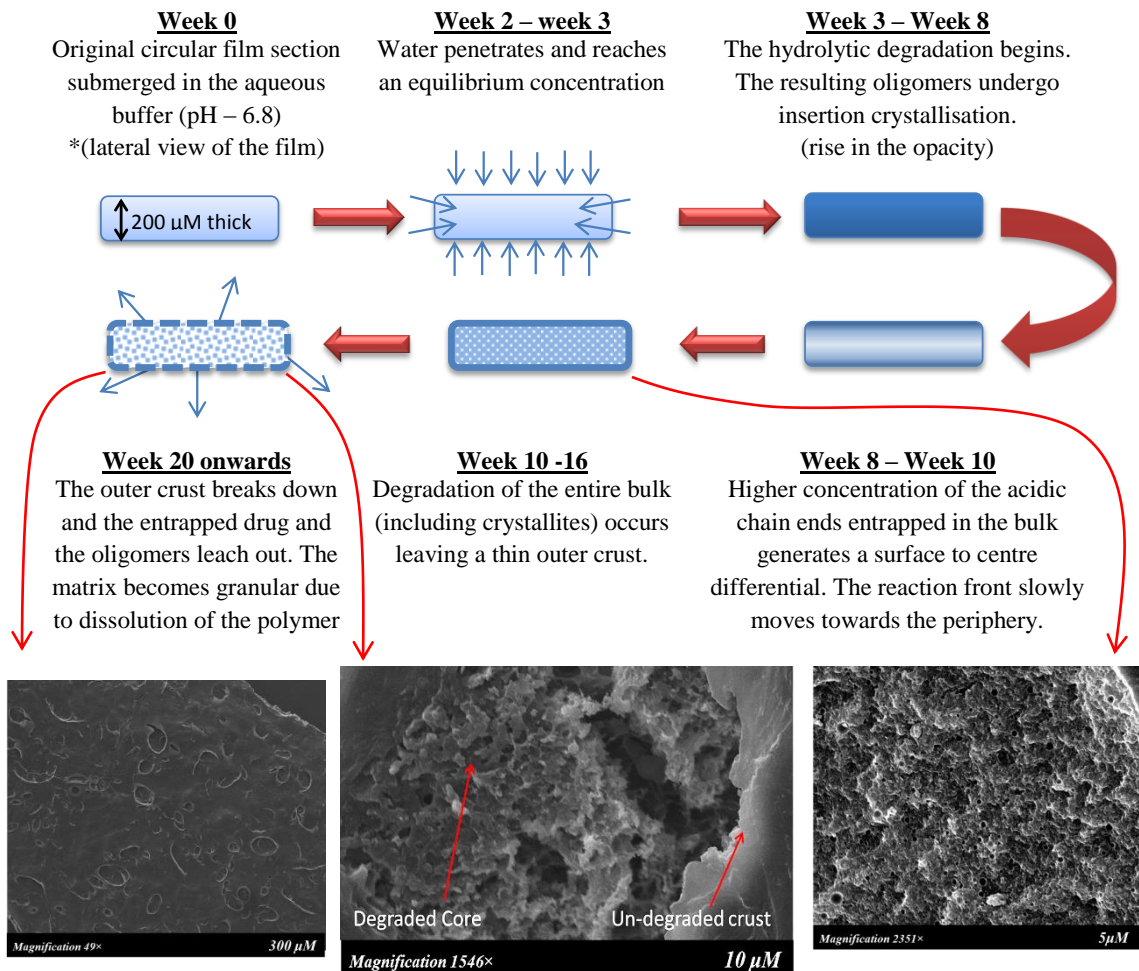 Week 0
Original circular film section
submerged in the aqueous
buffer (pH – 6.8)
*(lateral view of the film)
Week 2 – week 3
Water penetrates and reaches
an equilibrium concentration
Week 3 – Week 8
The hydrolytic degradation begins.
The resulting oligomers undergo
insertion crystallisation.
(rise in the opacity)
200 µM thick
Week 20 onwards
The outer crust breaks down
and the entrapped drug and
the oligomers leach out. The
matrix becomes granular due
to dissolution of the polymer
Week 10 -16
Degradation of the entire bulk
(including crystallites) occurs
leaving a thin outer crust.
Week 8 – Week 10
Higher concentration of the acidic
chain ends entrapped in the bulk
generates a surface to centre
differential. The reaction front slowly
moves towards the periphery.
Magnification 49×
300 µM
Degraded Core
Un-degraded crust
Magnification 1546×
10 µM
Magnification 2351×
5µM